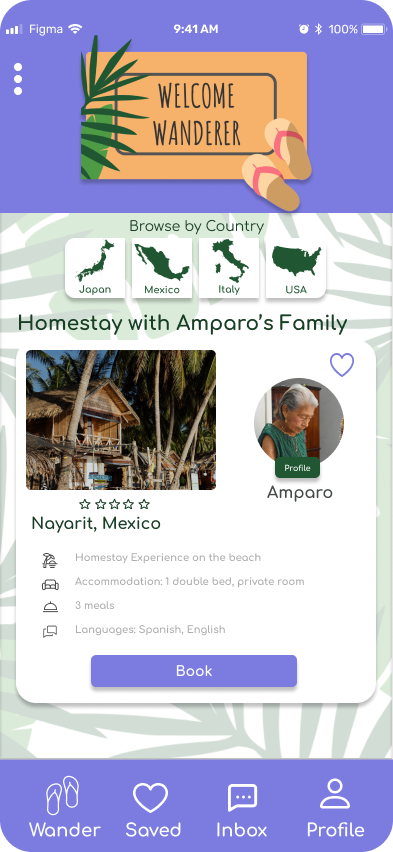 Figma 9:41 AM 100%
WELCOME
WANDERER
Browse by Country
Japan Mexico Italy USA
Homestay with Amparo's Family
Profile
Amparo
Nayarit, Mexico
Homestay Experience on the beach
Accommodation: 1 double bed, private room
3 meals
Languages: Spanish, English
Book
Wander Saved Inbox Profile